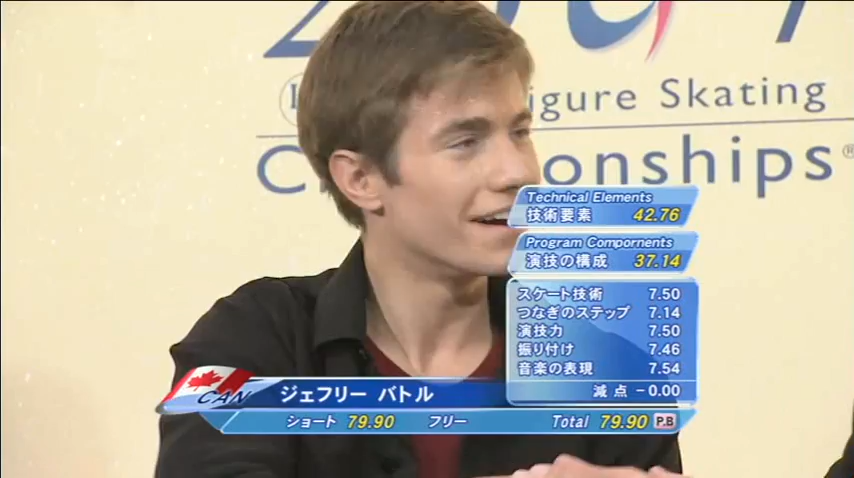 igure Skating
Ch mpionships®
Technical Elements
技術要素 42.76
Program Compornents
演技の構成 37.14
スケート技術 7.50
つなぎのステップ 7.14
演技力 7.50
振り付け 7.46
音楽の表現 7.54
減点 -0.00
CAN ジェフリー バトル
ショート 79.90 フリー Total 79.90 P.B